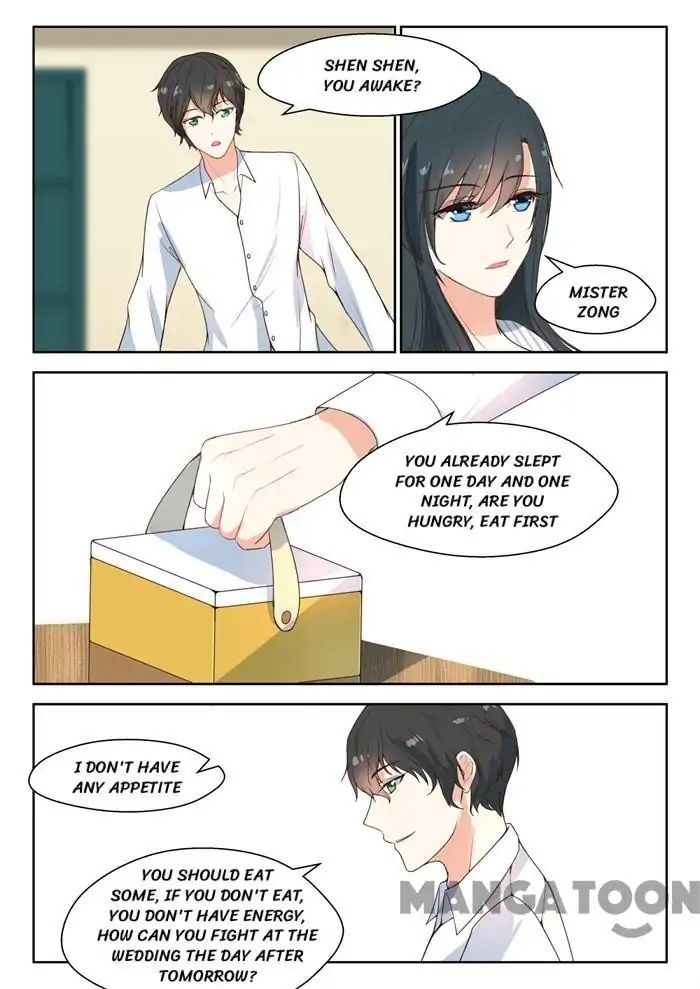 SHEN SHEN,
YOU AWAKE?
MISTER
ZONG
YOU ALREADY SLEPT
FOR ONE DAY AND ONE
NIGHT, ARE YOU
HUNGRY, EAT FIRST
I DON'T HAVE
ANY APPETITE
YOU SHOULD EAT
SOME, IF YOU DON'T EAT,
YOU DON'T HAVE ENERGY,
HOW CAN YOU FIGHT AT THE
WEDDING THE DAY AFTER
TOMORROW?
MANGATOON